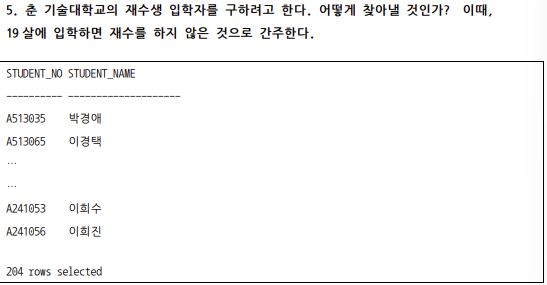 5. 춘 기술대학교의 재수생 입학자를 구하려고 한다. 어떻게 찾아낼 것인가? 이때,
19살에 입학하면 재수를 하지 않은 것으로 간주한다.
STUDENT_NO STUDENT_NAME
---------- --------------------
A513035 박경애
A513065 이경택
…
…
A241053 이희수
A241056 이희진
204 rows selected